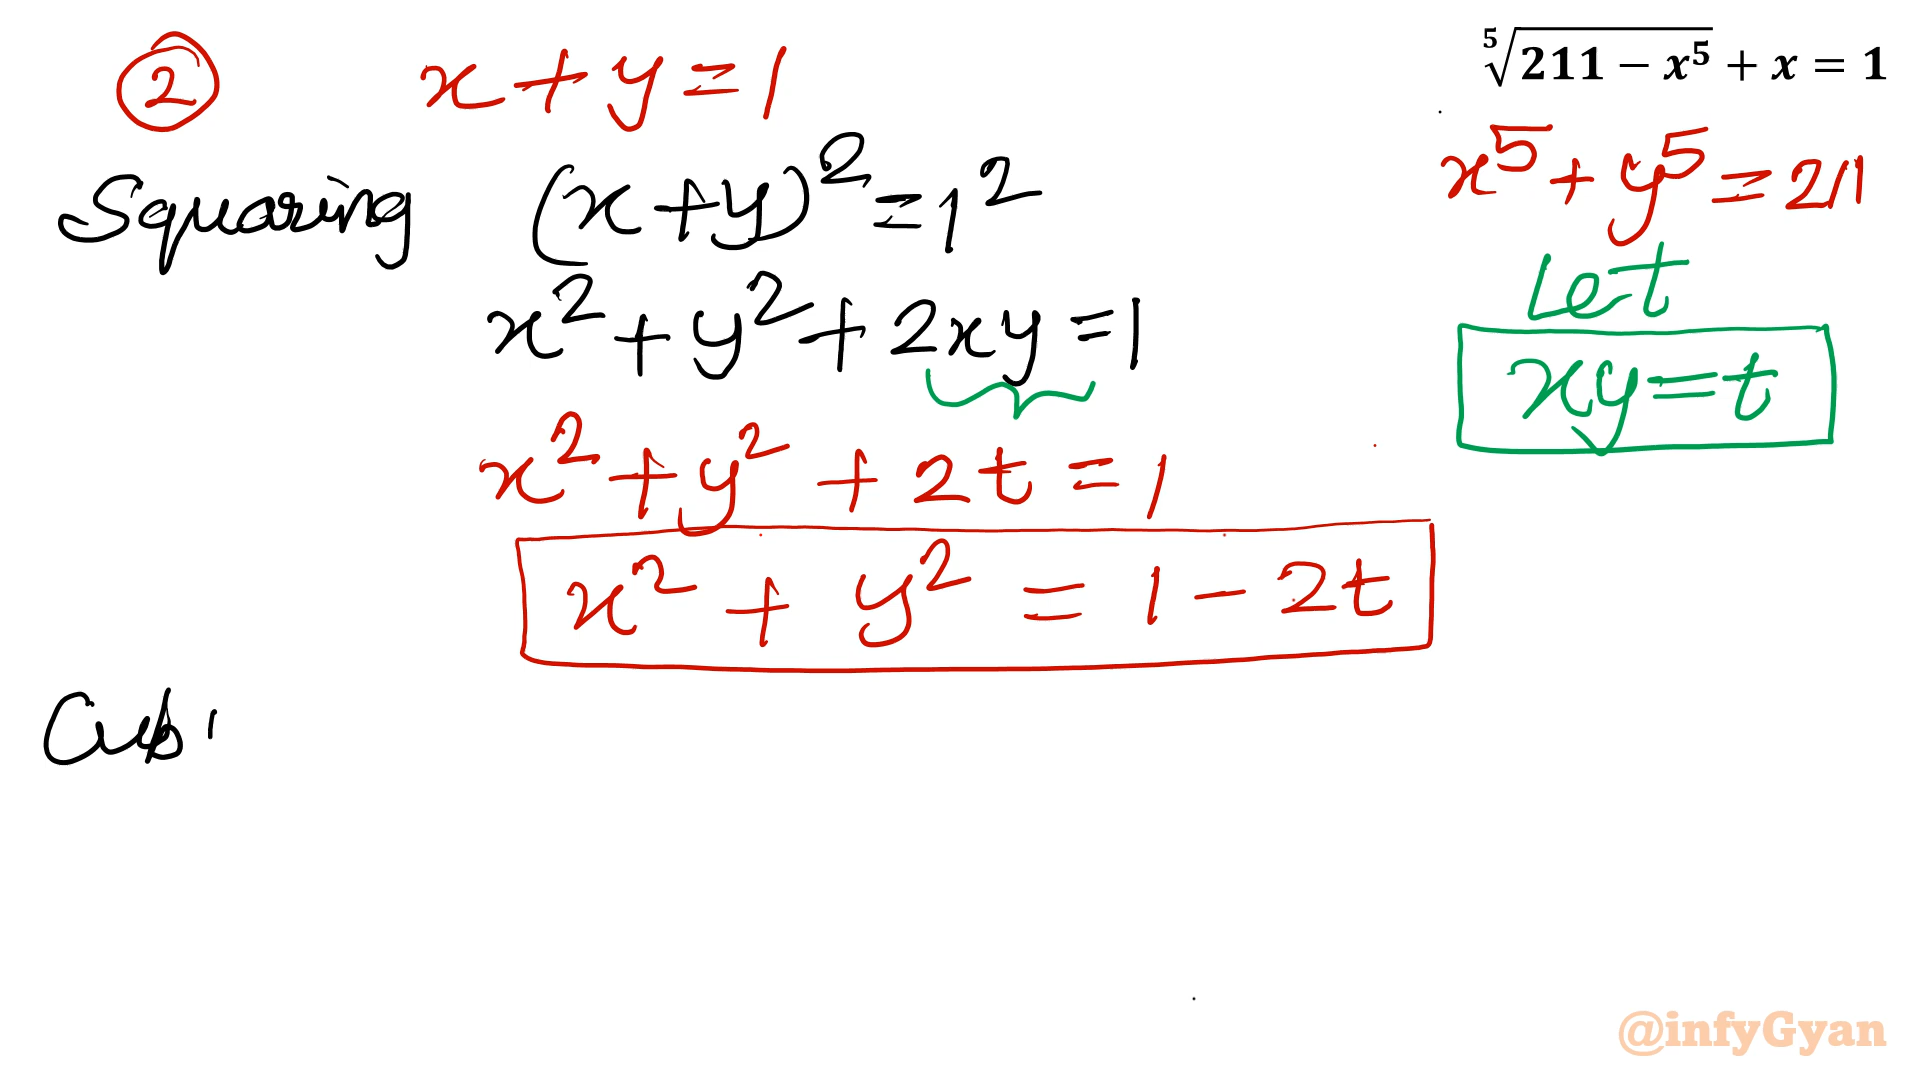 ② x + y = 1
⁵√(211 − x⁵) + x = 1
x⁵ + y⁵ = 211
Squaring (x + y)² = 1²
Let
x² + y² + 2xy = 1
xy = t
x² + y² + 2t = 1
x² + y² = 1 − 2t
Cubi
@infyGyan